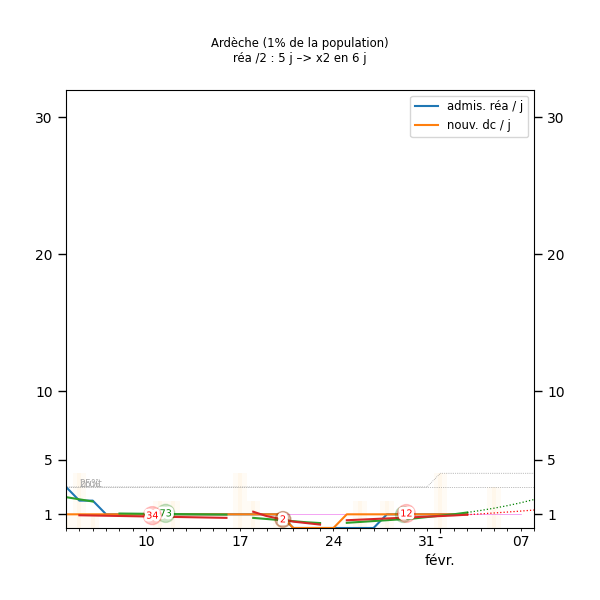 Ardèche (1% de la population)
réa /2 : 5 j –> x2 en 6 j
admis. réa / j
nouv. dc / j
30 30
20 20
10 10
5 5
1 1
34 73 2 12
10 17 24 31 07
févr.